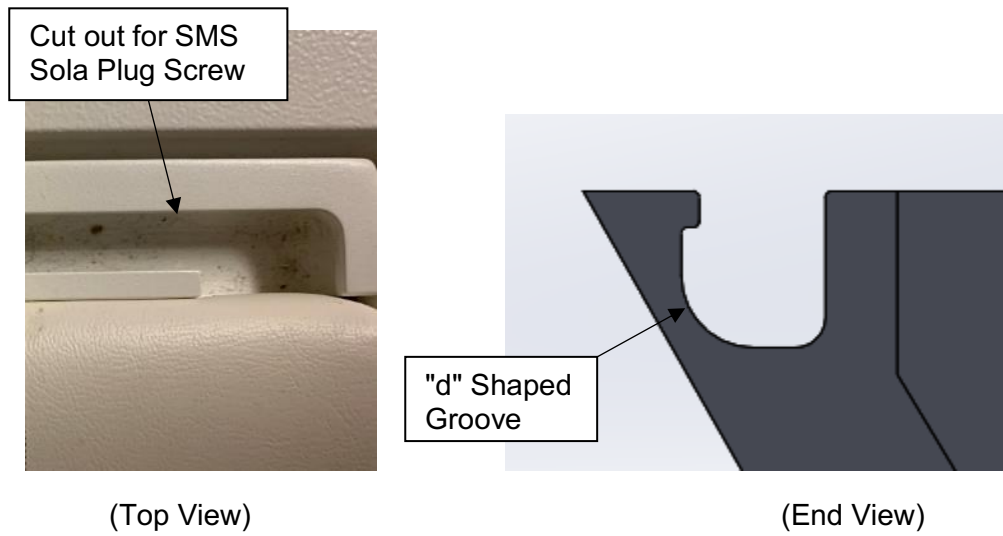 Cut out for SMS
Sola Plug Screw
"d" Shaped
Groove
(Top View)
(End View)